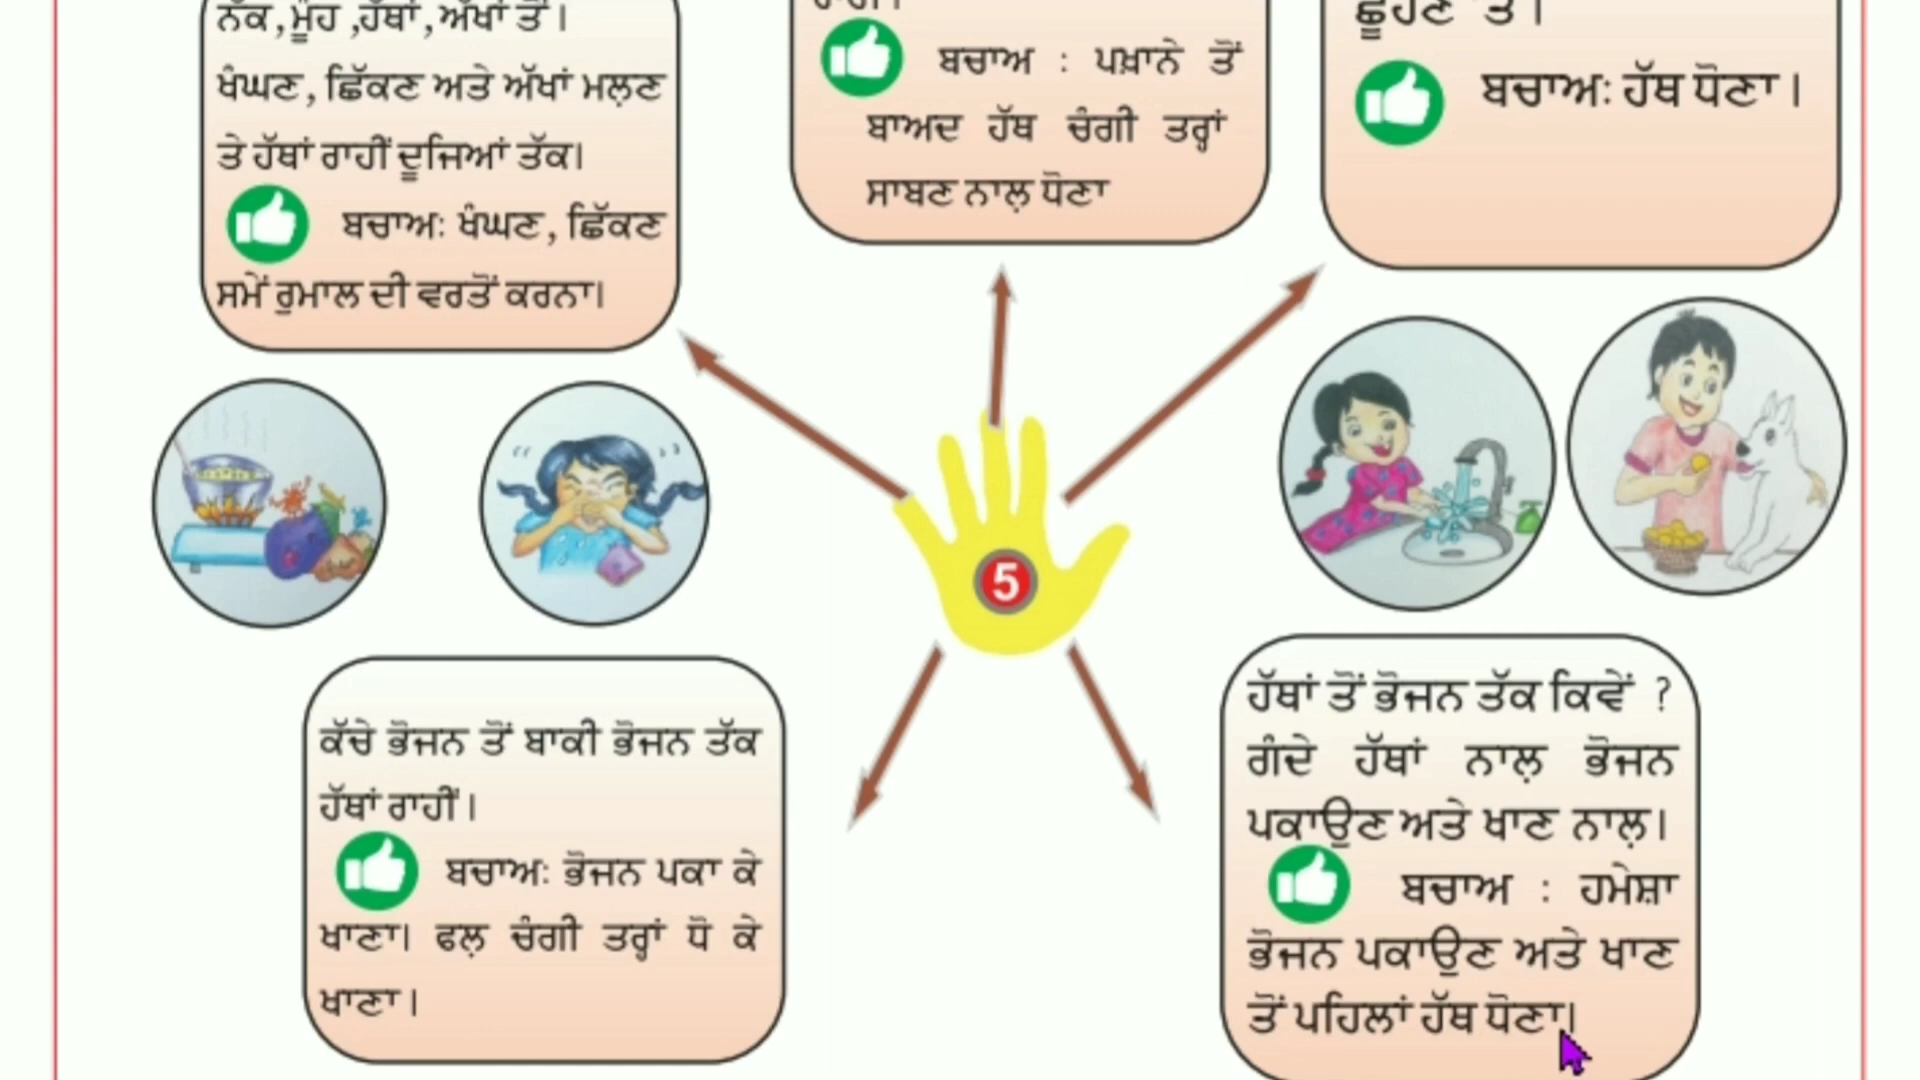 ਨੱਕ,ਮੂੰਹ ,ਹੱਥਾਂ, ਅੱਖਾਂ ਤੋਂ।
ਖੰਘਣ, ਛਿੱਕਣ ਅਤੇ ਅੱਖਾਂ ਮਲ਼ਣ
ਤੇ ਹੱਥਾਂ ਰਾਹੀਂ ਦੂਜਿਆਂ ਤੱਕ।
ਬਚਾਅ: ਖੰਘਣ, ਛਿੱਕਣ
ਸਮੇਂ ਰੁਮਾਲ ਦੀ ਵਰਤੋਂ ਕਰਨਾ।
ਬਚਾਅ : ਪਖ਼ਾਨੇ ਤੋਂ
ਬਾਅਦ ਹੱਥ ਚੰਗੀ ਤਰ੍ਹਾਂ
ਸਾਬਣ ਨਾਲ਼ ਧੋਣਾ
ਛੂਹਣ 'ਤੇ।
ਬਚਾਅ: ਹੱਥ ਧੋਣਾ।
5
ਕੱਚੇ ਭੋਜਨ ਤੋਂ ਬਾਕੀ ਭੋਜਨ ਤੱਕ
ਹੱਥਾਂ ਰਾਹੀਂ।
ਬਚਾਅ: ਭੋਜਨ ਪਕਾ ਕੇ
ਖਾਣਾ। ਫਲ਼ ਚੰਗੀ ਤਰ੍ਹਾਂ ਧੋ ਕੇ
ਖਾਣਾ।
ਹੱਥਾਂ ਤੋਂ ਭੋਜਨ ਤੱਕ ਕਿਵੇਂ ?
ਗੰਦੇ ਹੱਥਾਂ ਨਾਲ਼ ਭੋਜਨ
ਪਕਾਉਣ ਅਤੇ ਖਾਣ ਨਾਲ਼।
ਬਚਾਅ : ਹਮੇਸ਼ਾ
ਭੋਜਨ ਪਕਾਉਣ ਅਤੇ ਖਾਣ
ਤੋਂ ਪਹਿਲਾਂ ਹੱਥ ਧੋਣਾ।